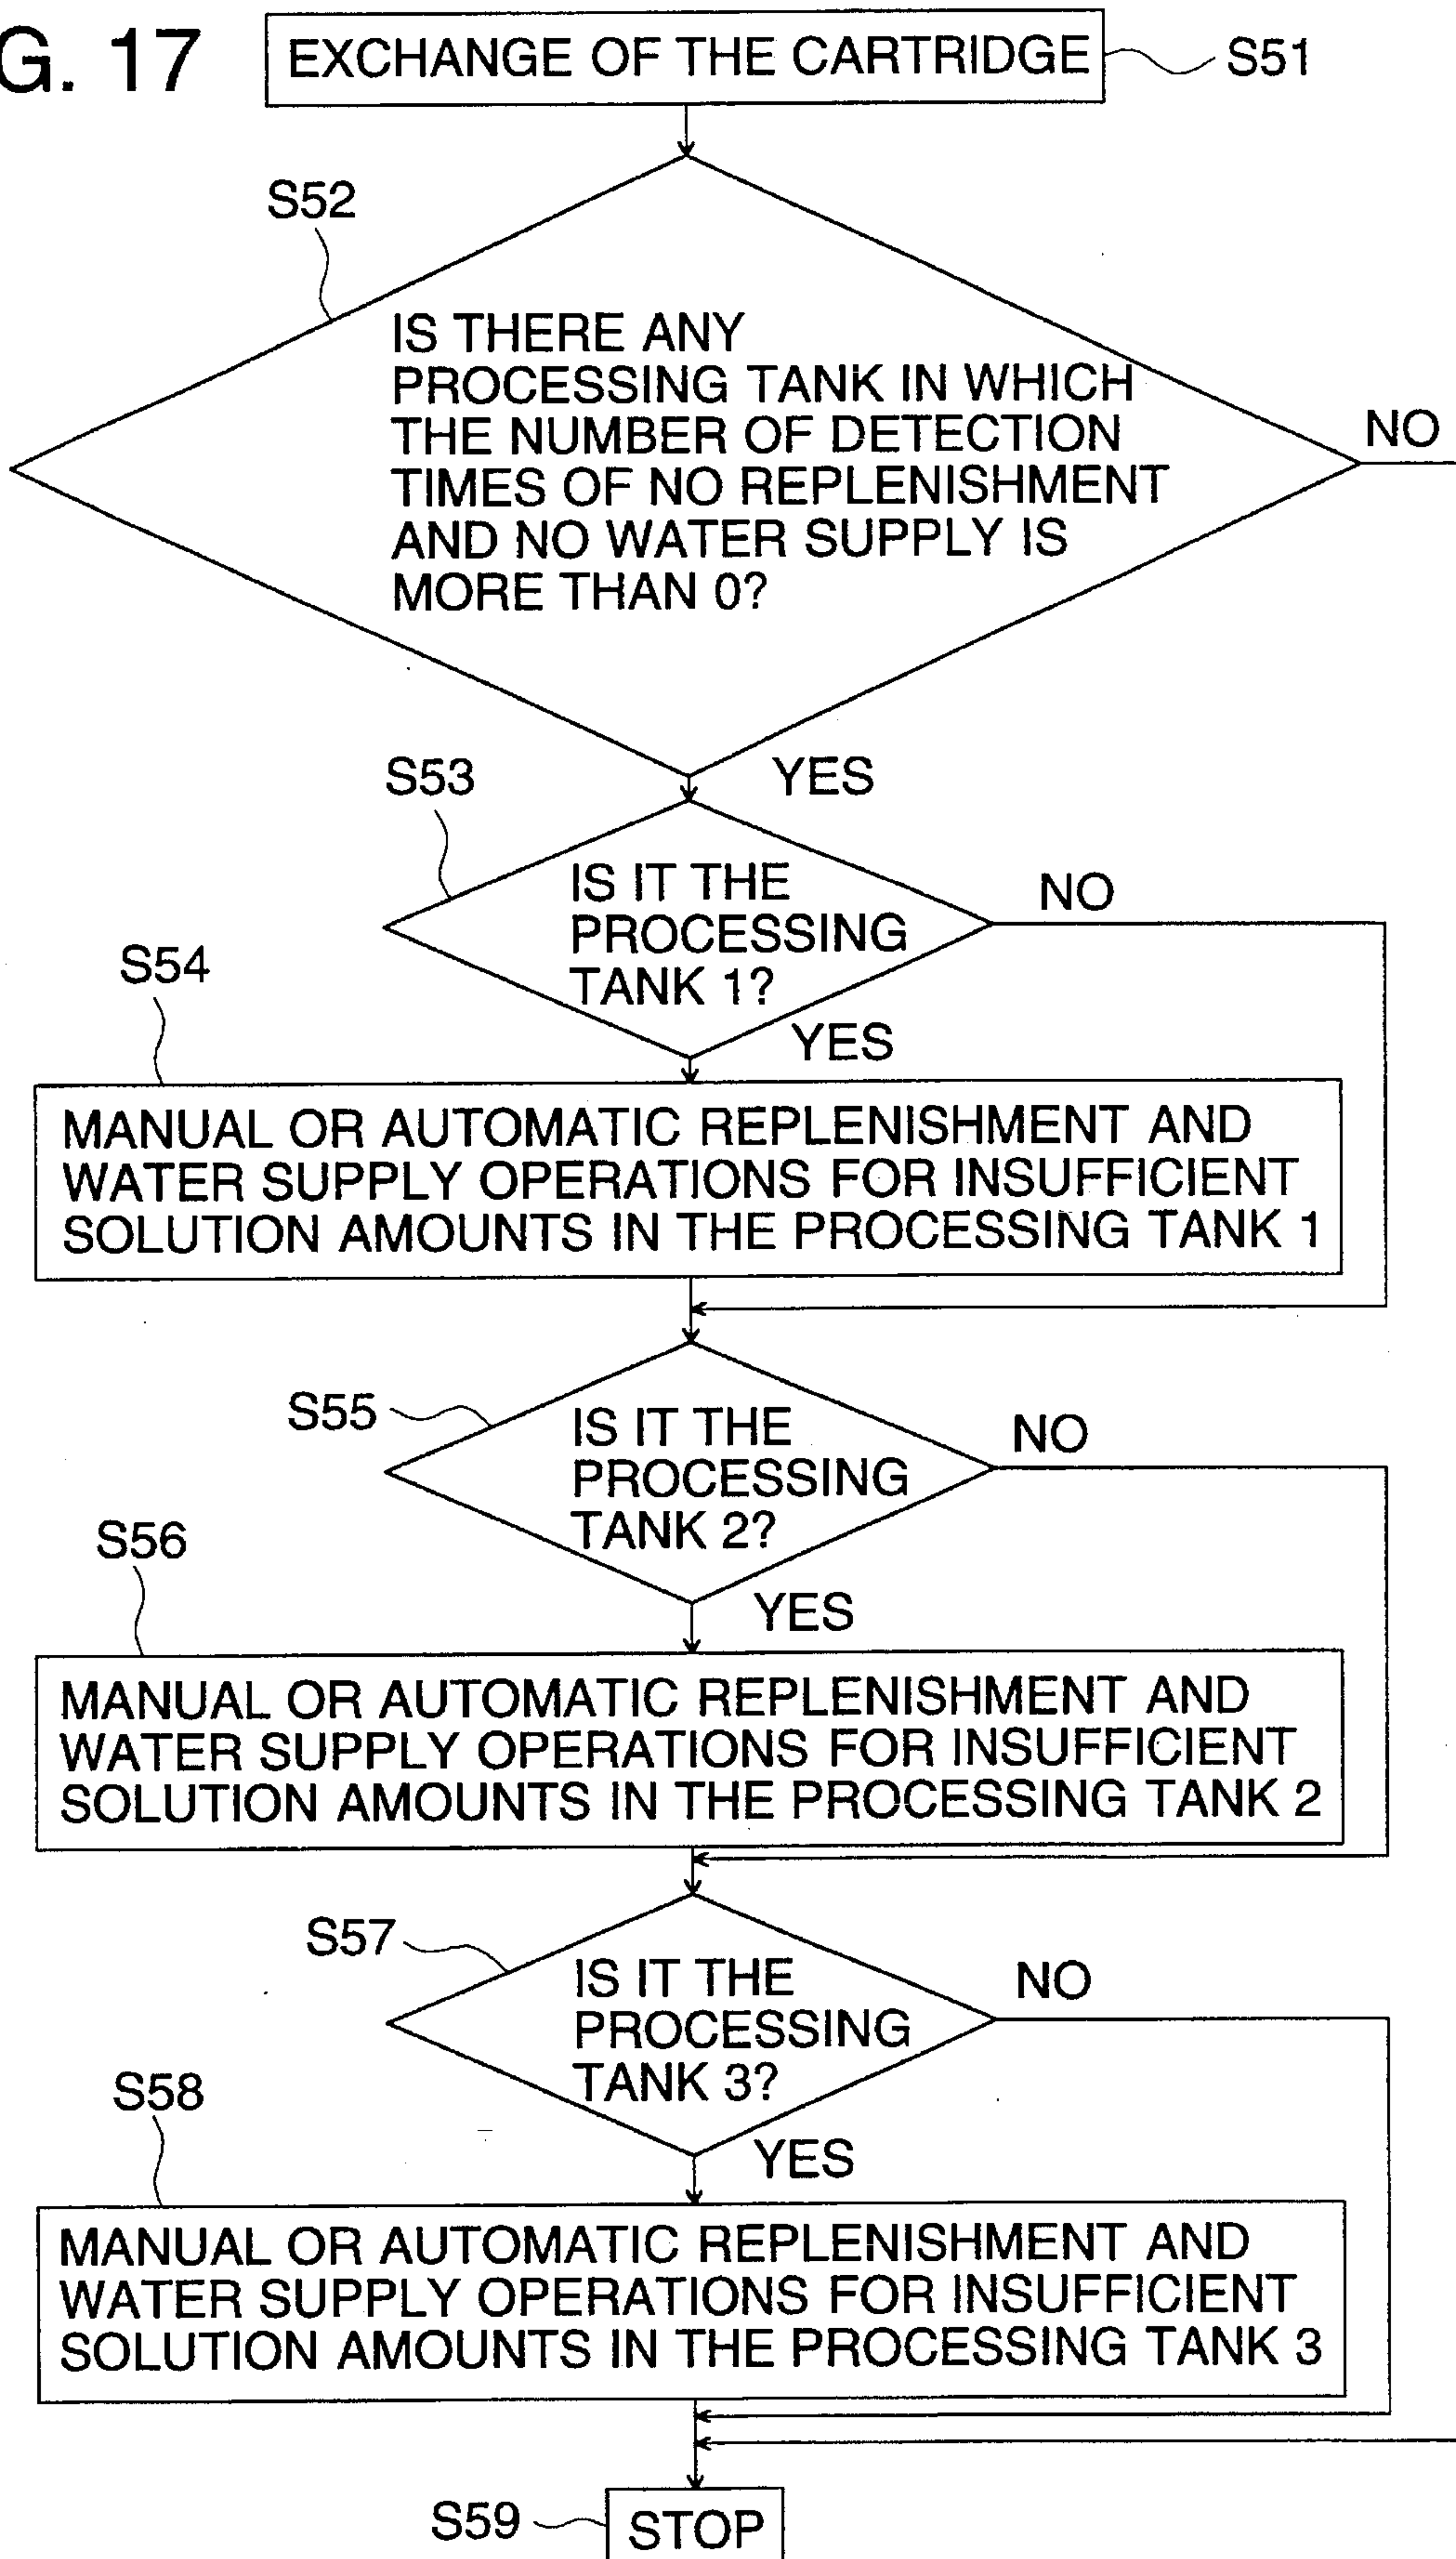 G. 17
EXCHANGE OF THE CARTRIDGE
S51
S52
IS THERE ANY
PROCESSING TANK IN WHICH
THE NUMBER OF DETECTION
TIMES OF NO REPLENISHMENT
AND NO WATER SUPPLY IS
MORE THAN 0?
NO
YES
S53
IS IT THE
PROCESSING
TANK 1?
NO
YES
S54
MANUAL OR AUTOMATIC REPLENISHMENT AND
WATER SUPPLY OPERATIONS FOR INSUFFICIENT
SOLUTION AMOUNTS IN THE PROCESSING TANK 1
S55
IS IT THE
PROCESSING
TANK 2?
NO
YES
S56
MANUAL OR AUTOMATIC REPLENISHMENT AND
WATER SUPPLY OPERATIONS FOR INSUFFICIENT
SOLUTION AMOUNTS IN THE PROCESSING TANK 2
S57
IS IT THE
PROCESSING
TANK 3?
NO
YES
S58
MANUAL OR AUTOMATIC REPLENISHMENT AND
WATER SUPPLY OPERATIONS FOR INSUFFICIENT
SOLUTION AMOUNTS IN THE PROCESSING TANK 3
S59
STOP